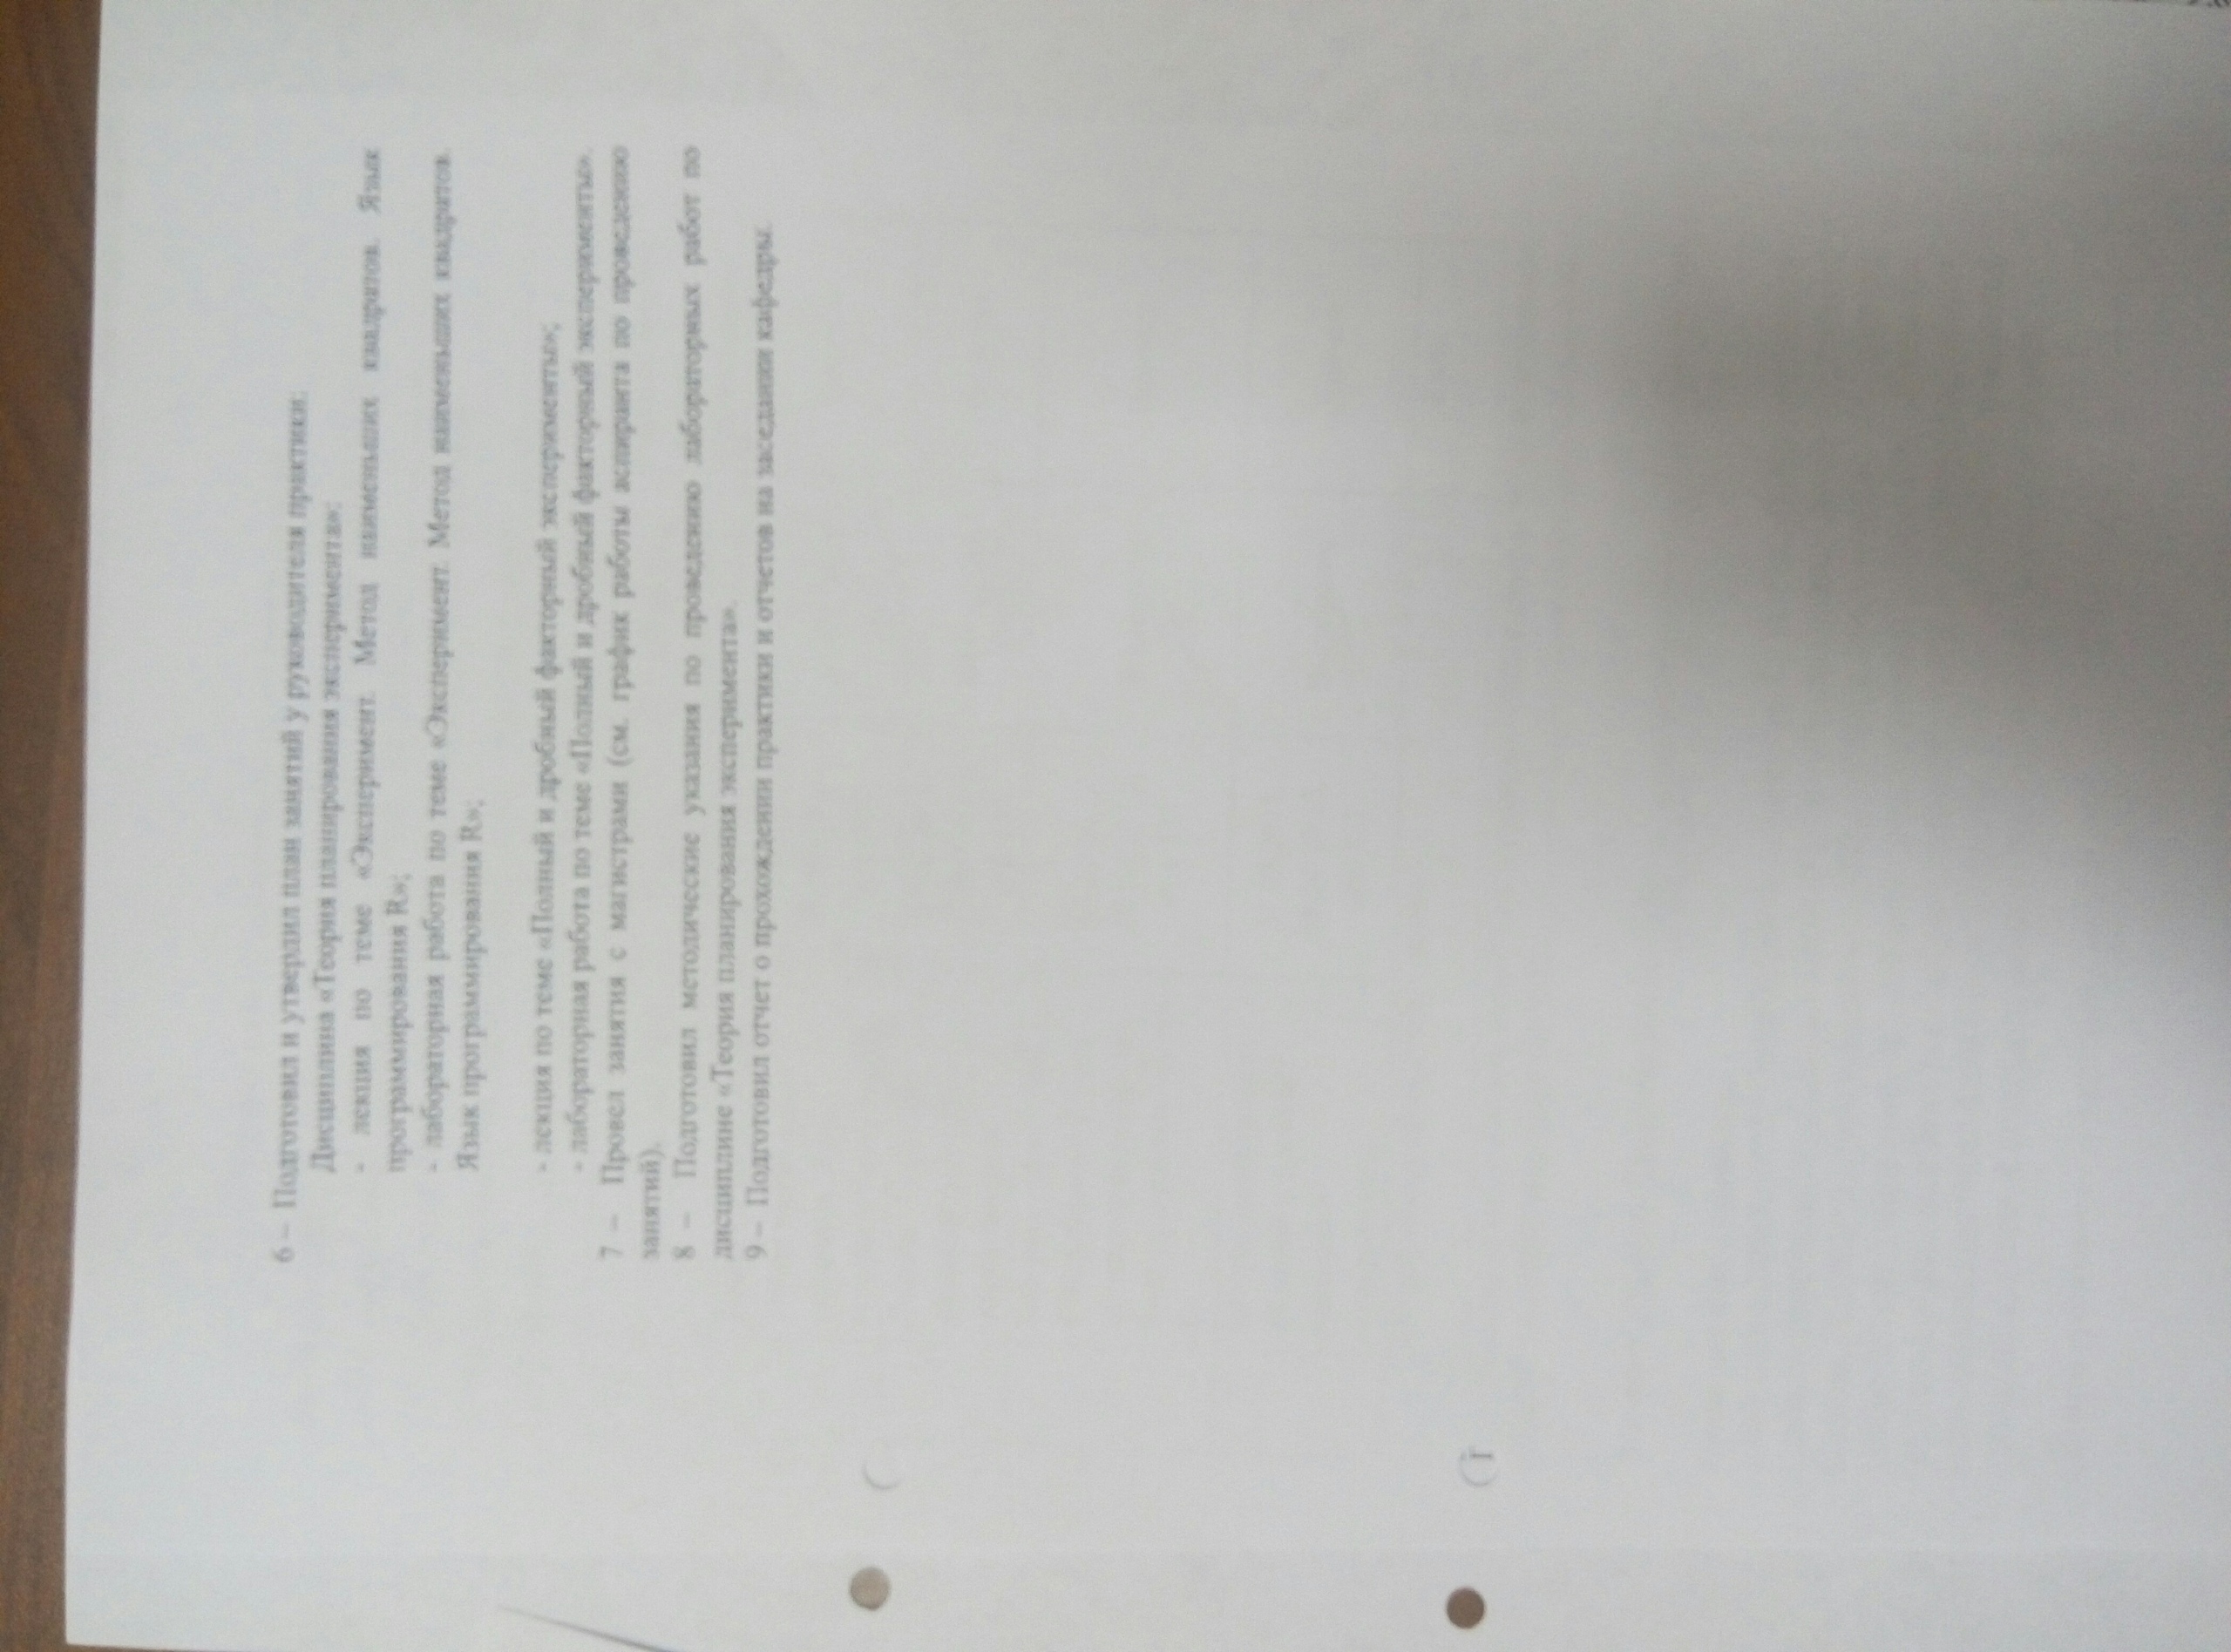 6 – Подготовил и утвердил план занятий у руководителя практики.
Дисциплина «Теория планирования эксперимента»:
- лекция по теме «Эксперимент. Метод наименьших квадратов. Язык
программирования R»;
- лабораторная работа по теме «Эксперимент. Метод наименьших квадратов.
Язык программирования R»;
- лекция по теме «Полный и дробный факторный эксперименты»;
- лабораторная работа по теме «Полный и дробный факторный эксперименты».
7 – Провел занятия с магистрами (см. график работы аспиранта по проведению
занятий).
8 – Подготовил методические указания по проведению лабораторных работ по
дисциплине «Теория планирования эксперимента».
9 – Подготовил отчет о прохождении практики и отчетов на заседании кафедры.